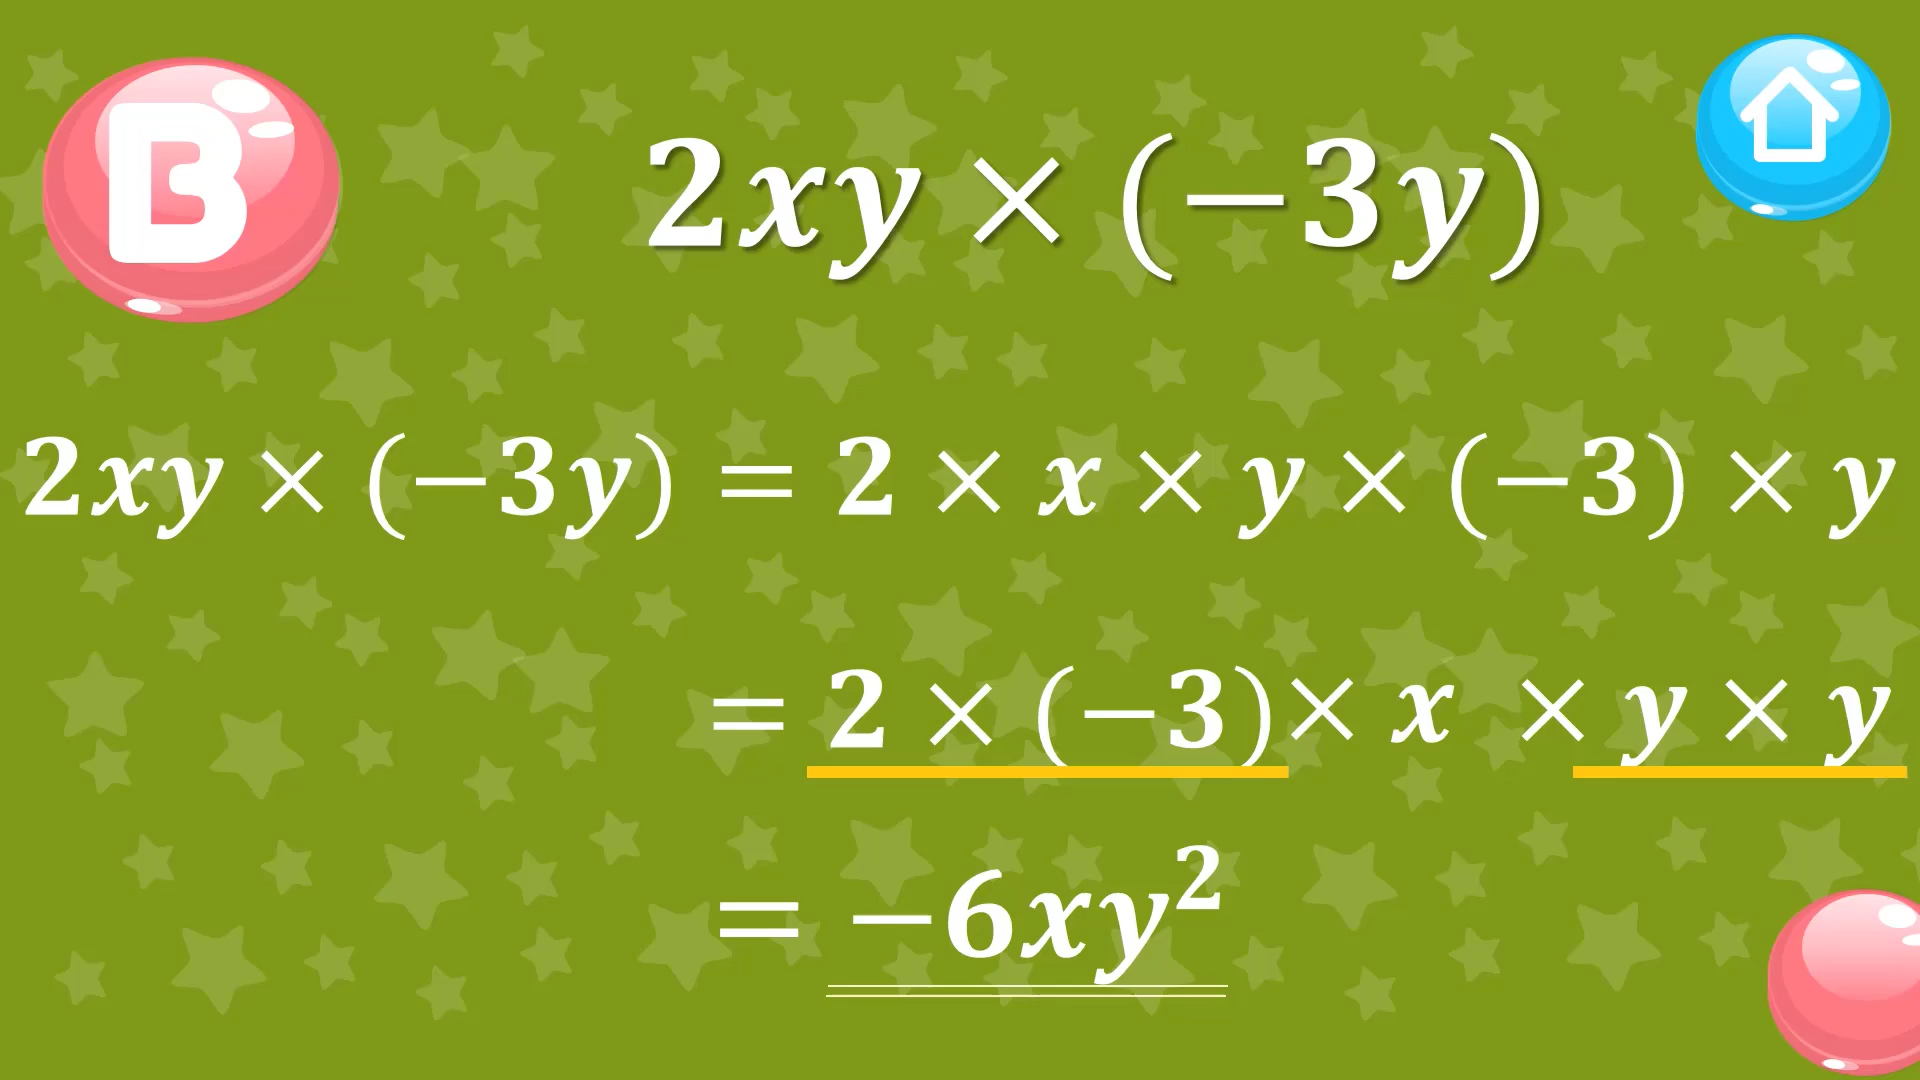 B
2xy × (−3y)
2xy × (−3y) = 2 × x × y × (−3) × y
= 2 × (−3) × x × y × y
= −6xy²